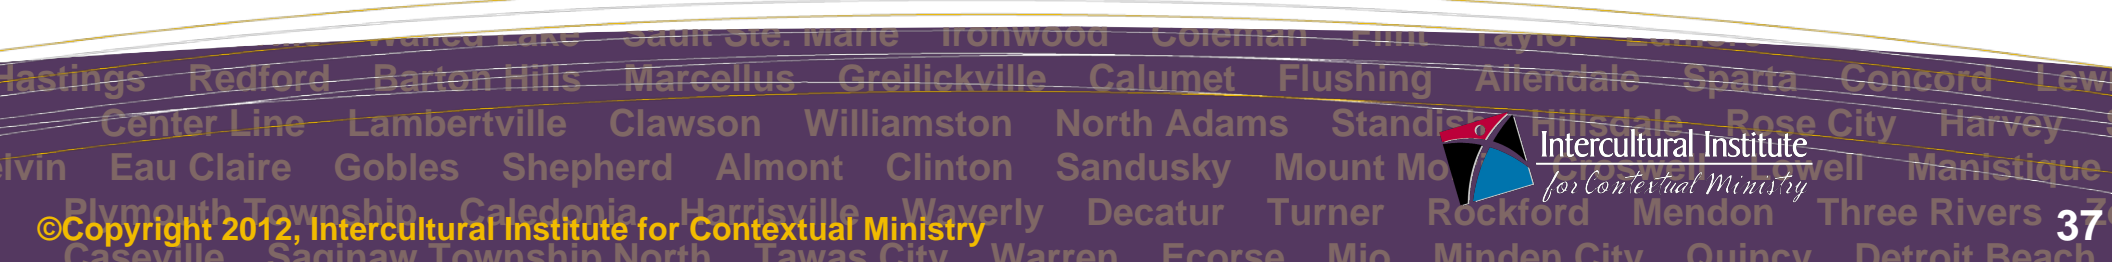 Walled Lake Sault Ste. Marie Ironwood Coleman Flint Taylor
Hastings Redford Barton Hills Marcellus Greilickville Calumet Flushing Allendale Sparta Concord
Center Line Lambertville Clawson Williamston North Adams Standish Hillsdale Rose City Harvey
Eau Claire Gobles Shepherd Almont Clinton Sandusky Mount Croswell Lowell Manistique
Intercultural Institute
for Contextual Ministry
Plymouth Township Caledonia Harrisville Waverly Decatur Turner Rockford Mendon Three Rivers
©Copyright 2012, Intercultural Institute for Contextual Ministry
37
Caseville Saginaw Township North Tawas City Warren Ecorse Mio Minden City Quincy Detroit Beach